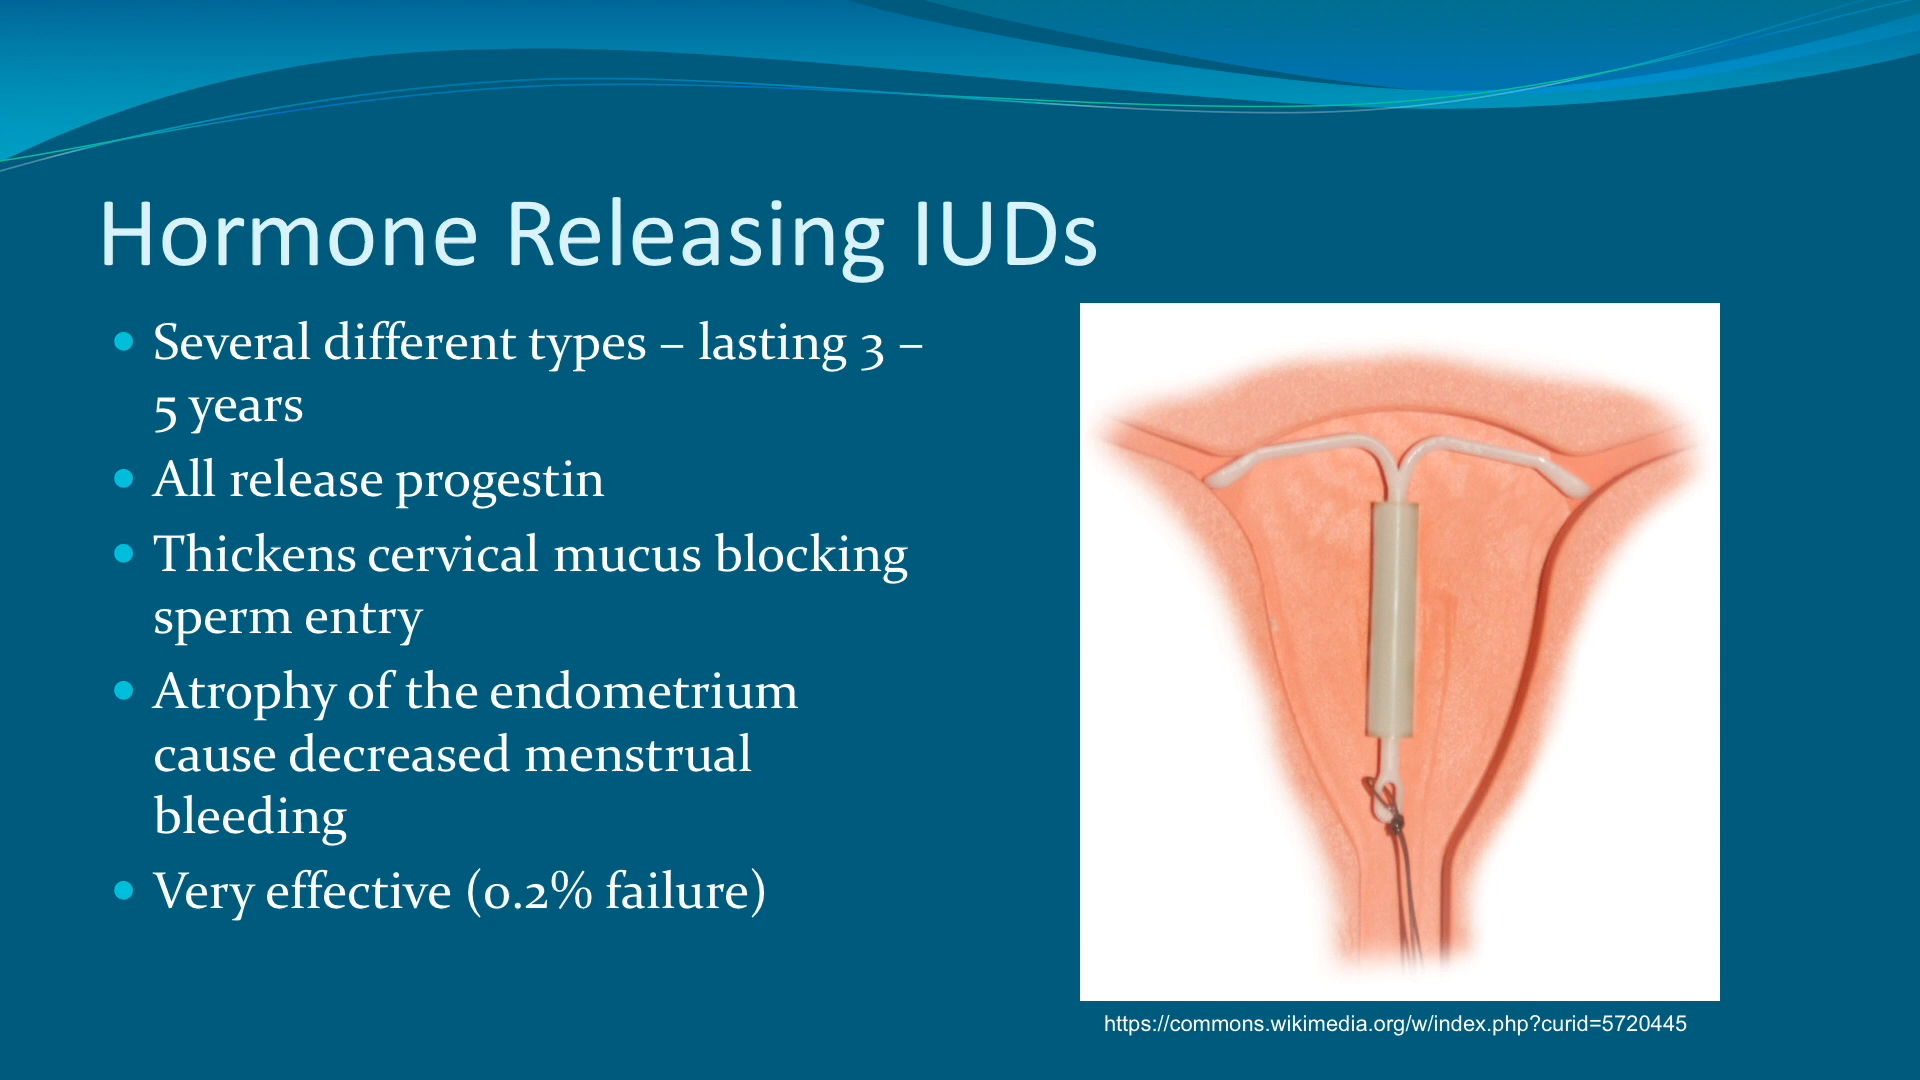 Hormone Releasing IUDs
• Several different types – lasting 3 –
5 years
• All release progestin
• Thickens cervical mucus blocking
sperm entry
• Atrophy of the endometrium
cause decreased menstrual
bleeding
• Very effective (0.2% failure)
https://commons.wikimedia.org/w/index.php?curid=5720445